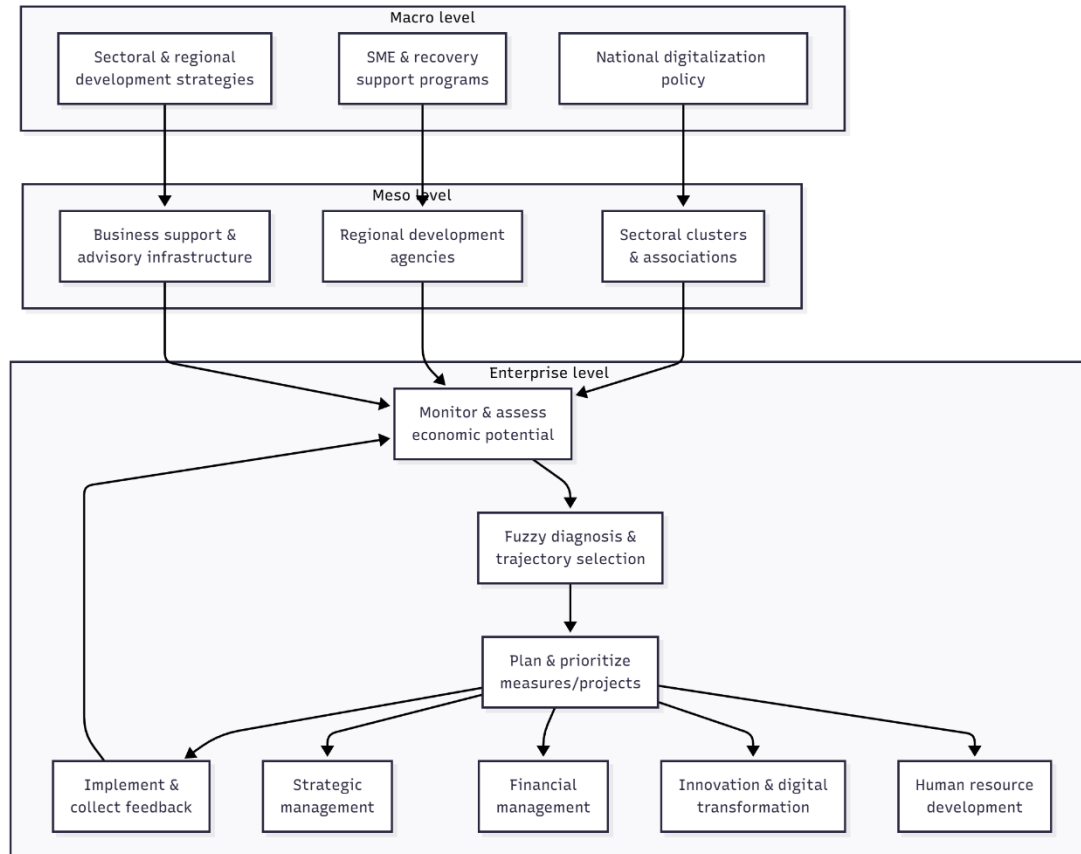 Macro level
Sectoral & regional
development strategies
SME & recovery
support programs
National digitalization
policy
Meso level
Business support &
advisory infrastructure
Regional development
agencies
Sectoral clusters
& associations
Enterprise level
Monitor & assess
economic potential
Fuzzy diagnosis &
trajectory selection
Plan & prioritize
measures/projects
Implement &
collect feedback
Strategic
management
Financial
management
Innovation & digital
transformation
Human resource
development